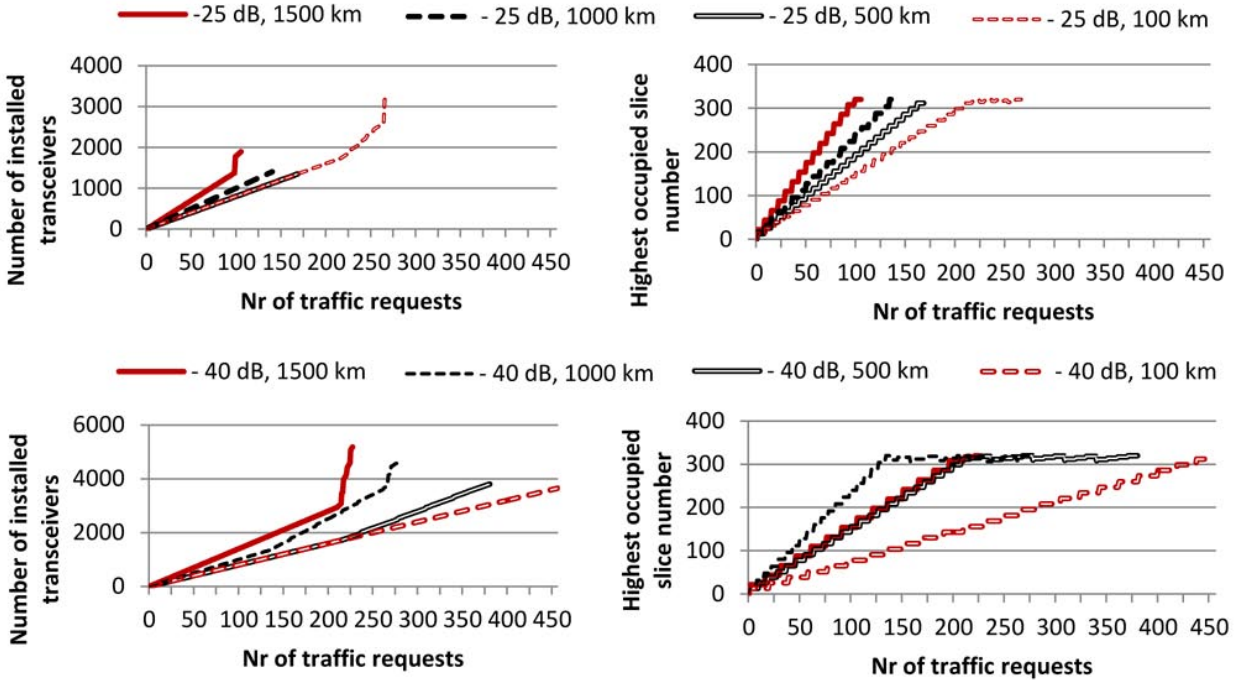 -25 dB, 1500 km - 25 dB, 1000 km - 25 dB, 500 km - 25 dB, 100 km
Number of installed
transceivers
4000
3000
2000
1000
0
0 50 100 150 200 250 300 350 400 450
Nr of traffic requests
Highest occupied slice
number
400
300
200
100
0
0 50 100 150 200 250 300 350 400 450
Nr of traffic requests
- 40 dB, 1500 km - 40 dB, 1000 km - 40 dB, 500 km - 40 dB, 100 km
Number of installed
transceivers
6000
4000
2000
0
0 50 100 150 200 250 300 350 400 450
Nr of traffic requests
Highest occupied
slice number
400
300
200
100
0
0 50 100 150 200 250 300 350 400 450
Nr of traffic requests